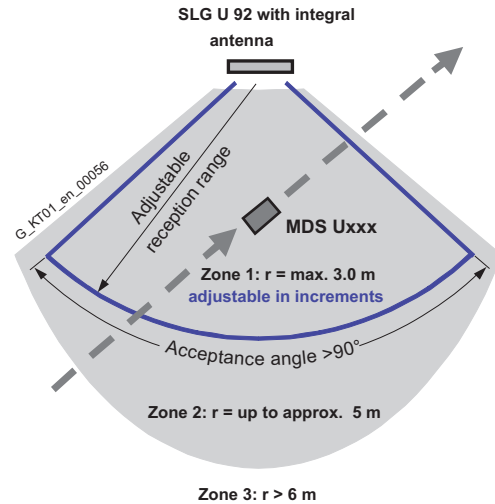 SLG U 92 with integral
antenna
G_KT01_en_00056
Adjustable
reception range
MDS Uxxx
Zone 1: r = max. 3.0 m
adjustable in increments
Acceptance angle >90°
Zone 2: r = up to approx. 5 m
Zone 3: r > 6 m